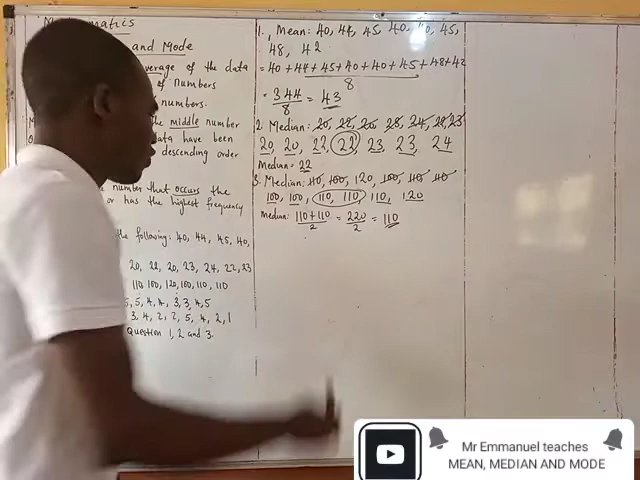 and Mode
average of the data
of numbers
numbers.
the middle number
data have been
descending order
number that occurs the
or has the highest frequency
the following: 40, 44, 45, 40,
20, 22, 20, 23, 24, 22, 23
110, 100, 120, 100, 110, 110
5, 5, 4, 4, 3, 3, 4, 5
3, 4, 2, 2, 5, 4, 2, 1
Question 1, 2 and 3.
1. Mean: 40, 44, 45, 40, 40, 45,
48, 42
= 40 + 44 + 45 + 40 + 40 + 45 + 48 + 42
8
= 344/8 = 43
2. Median: 20, 22, 20, 23, 24, 22, 23
20, 20, 22, 22, 23, 23, 24
Median = 22
3. Median: 110, 100, 120, 100, 110, 110
100, 100, 110, 110, 110, 120
Median: 110 + 110/2 = 220/2 = 110
Mr Emmanuel teaches
MEAN, MEDIAN AND MODE